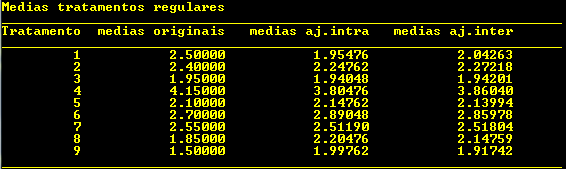 Medias tratamentos regulares
Tratamento medias originais medias aj.intra medias aj.inter
1 2.50000 1.95476 2.04263
2 2.40000 2.24762 2.27218
3 1.95000 1.94048 1.94201
4 4.15000 3.80476 3.86040
5 2.10000 2.14762 2.13994
6 2.70000 2.89048 2.85978
7 2.55000 2.51190 2.51804
8 1.85000 2.20476 2.14759
9 1.50000 1.99762 1.91742